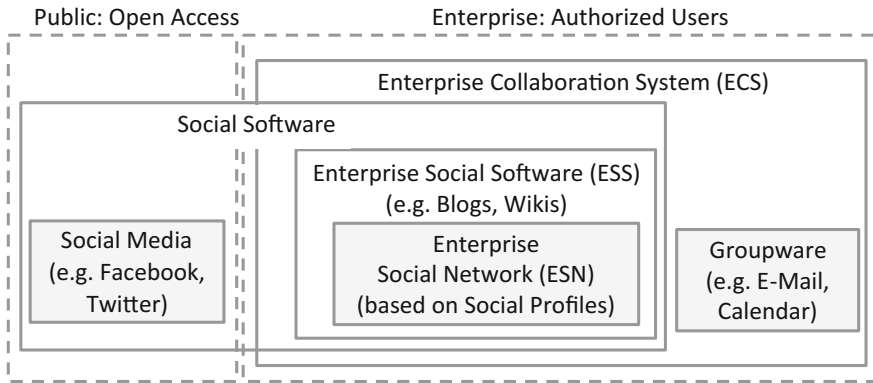 Public: Open Access
Enterprise: Authorized Users
Enterprise Collaboration System (ECS)
Social Software
Enterprise Social Software (ESS)
(e.g. Blogs, Wikis)
Social Media
(e.g. Facebook,
Twitter)
Enterprise
Social Network (ESN)
(based on Social Profiles)
Groupware
(e.g. E-Mail,
Calendar)